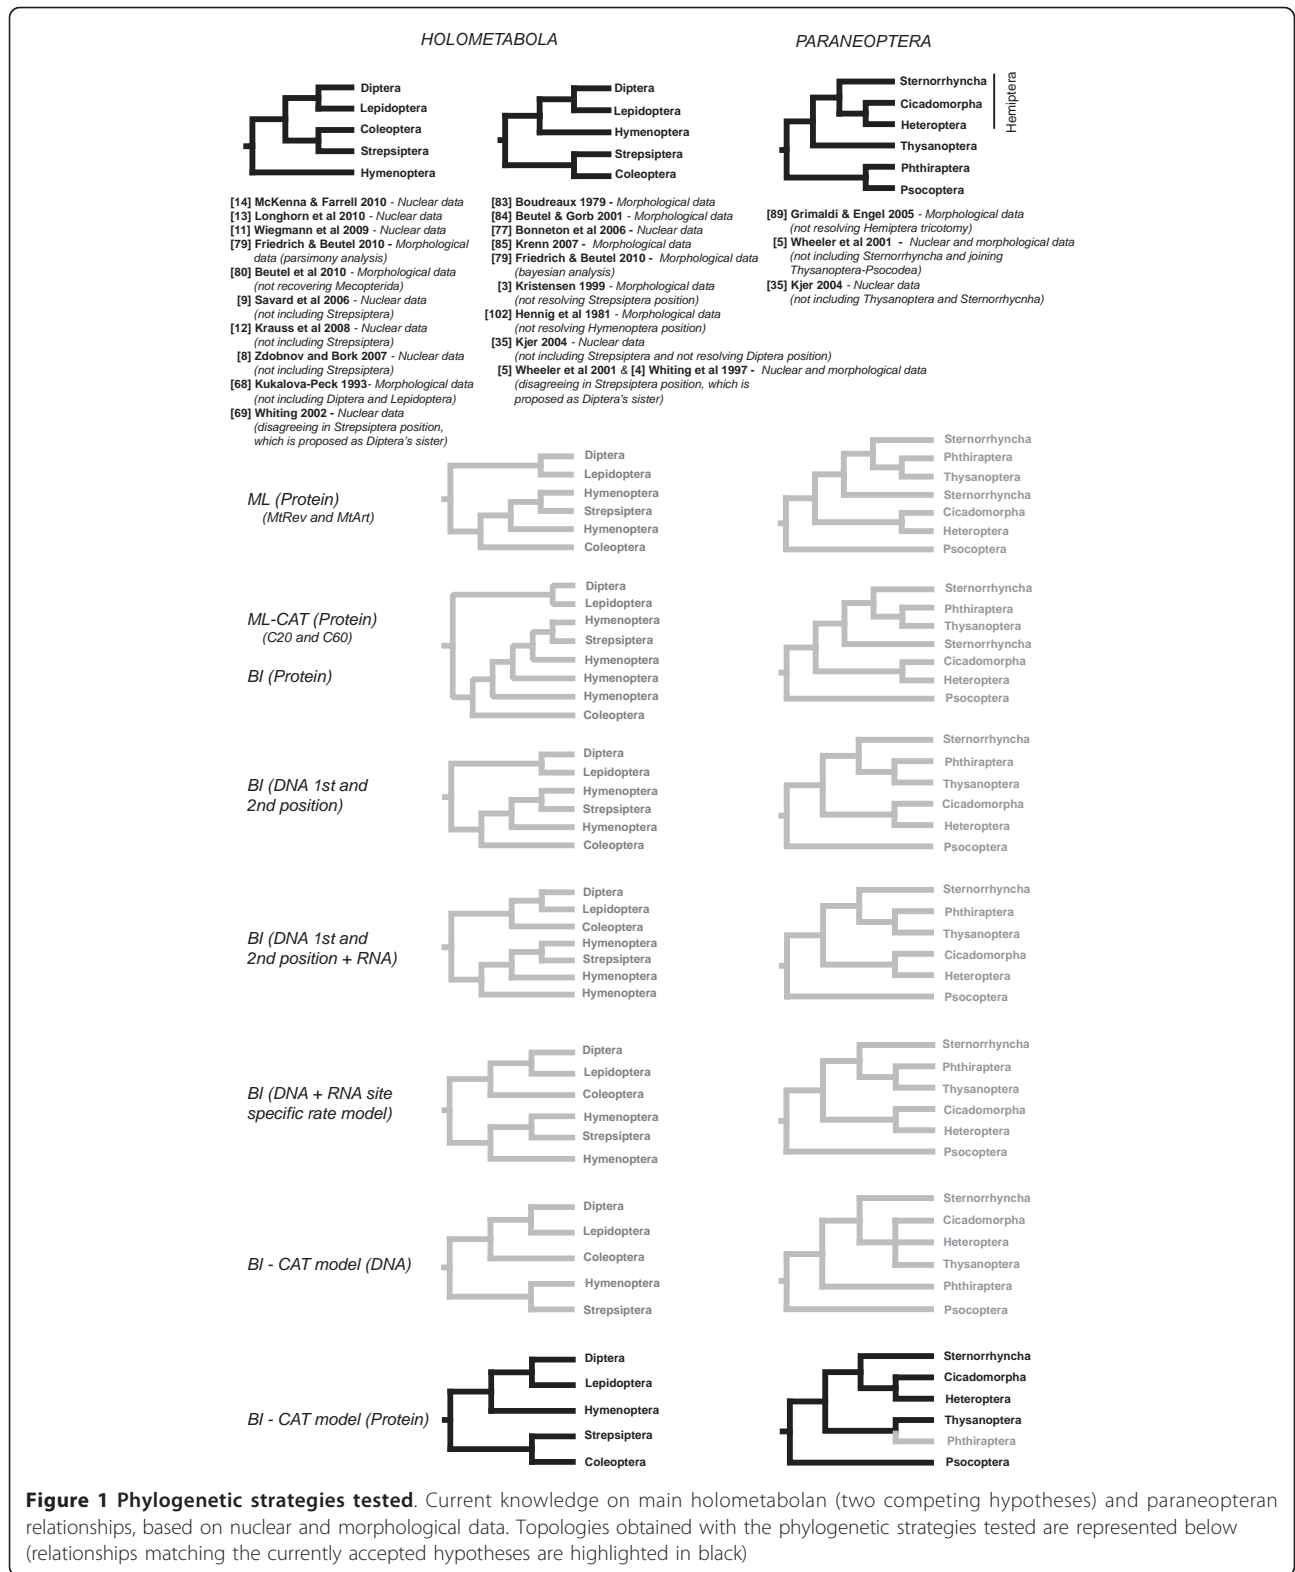 HOLOMETABOLA
PARANEOPTERA
Diptera
Lepidoptera
Coleoptera
Strepsiptera
Hymenoptera
Diptera
Lepidoptera
Hymenoptera
Strepsiptera
Coleoptera
Sternorrhyncha
Cicadomorpha
Heteroptera
Thysanoptera
Phthiraptera
Psocoptera
Hemiptera
[14] McKenna & Farrell 2010 - Nuclear data
[13] Longhorn et al 2010 - Nuclear data
[11] Wiegmann et al 2009 - Nuclear data
[79] Friedrich & Beutel 2010 - Morphological
data (parsimony analysis)
[80] Beutel et al 2010 - Morphological data
(not recovering Mecopterida)
[9] Savard et al 2006 - Nuclear data
(not including Strepsiptera)
[12] Krauss et al 2008 - Nuclear data
(not including Strepsiptera)
[8] Zdobnov and Bork 2007 - Nuclear data
(not including Strepsiptera)
[68] Kukalova-Peck 1993- Morphological data
(not including Diptera and Lepidoptera)
[69] Whiting 2002 - Nuclear data
(disagreeing in Strepsiptera position,
which is proposed as Diptera's sister)
[83] Boudreaux 1979 - Morphological data
[84] Beutel & Gorb 2001 - Morphological data
[77] Bonneton et al 2006 - Nuclear data
[85] Krenn 2007 - Morphological data
[79] Friedrich & Beutel 2010 - Morphological data
(bayesian analysis)
[3] Kristensen 1999 - Morphological data
(not resolving Strepsiptera position)
[102] Hennig et al 1981 - Morphological data
(not resolving Hymenoptera position)
[35] Kjer 2004 - Nuclear data
(not including Strepsiptera and not resolving Diptera position)
[5] Wheeler et al 2001 & [4] Whiting et al 1997 - Nuclear and morphological data
(disagreeing in Strepsiptera position, which is
proposed as Diptera's sister)
[89] Grimaldi & Engel 2005 - Morphological data
(not resolving Hemiptera tricotomy)
[5] Wheeler et al 2001 - Nuclear and morphological data
(not including Sternorrhyncha and joining
Thysanoptera-Psocodea)
[35] Kjer 2004 - Nuclear data
(not including Thysanoptera and Sternorrhycnha)
ML (Protein)
(MtRev and MtArt)
Diptera
Lepidoptera
Hymenoptera
Strepsiptera
Hymenoptera
Coleoptera
Sternorrhyncha
Phthiraptera
Thysanoptera
Sternorrhyncha
Cicadomorpha
Heteroptera
Psocoptera
ML-CAT (Protein)
(C20 and C60)
BI (Protein)
Diptera
Lepidoptera
Hymenoptera
Strepsiptera
Hymenoptera
Hymenoptera
Hymenoptera
Coleoptera
Sternorrhyncha
Phthiraptera
Thysanoptera
Sternorrhyncha
Cicadomorpha
Heteroptera
Psocoptera
BI (DNA 1st and
2nd position)
Diptera
Lepidoptera
Hymenoptera
Strepsiptera
Hymenoptera
Coleoptera
Sternorrhyncha
Phthiraptera
Thysanoptera
Cicadomorpha
Heteroptera
Psocoptera
BI (DNA 1st and
2nd position + RNA)
Diptera
Lepidoptera
Coleoptera
Hymenoptera
Strepsiptera
Hymenoptera
Hymenoptera
Sternorrhyncha
Phthiraptera
Thysanoptera
Cicadomorpha
Heteroptera
Psocoptera
BI (DNA + RNA site
specific rate model)
Diptera
Lepidoptera
Coleoptera
Hymenoptera
Strepsiptera
Hymenoptera
Sternorrhyncha
Phthiraptera
Thysanoptera
Cicadomorpha
Heteroptera
Psocoptera
BI - CAT model (DNA)
Diptera
Lepidoptera
Coleoptera
Hymenoptera
Strepsiptera
Sternorrhyncha
Cicadomorpha
Heteroptera
Thysanoptera
Phthiraptera
Psocoptera
BI - CAT model (Protein)
Diptera
Lepidoptera
Hymenoptera
Strepsiptera
Coleoptera
Sternorrhyncha
Cicadomorpha
Heteroptera
Thysanoptera
Phthiraptera
Psocoptera
Figure 1 Phylogenetic strategies tested. Current knowledge on main holometabolan (two competing hypotheses) and paraneopteran
relationships, based on nuclear and morphological data. Topologies obtained with the phylogenetic strategies tested are represented below
(relationships matching the currently accepted hypotheses are highlighted in black)